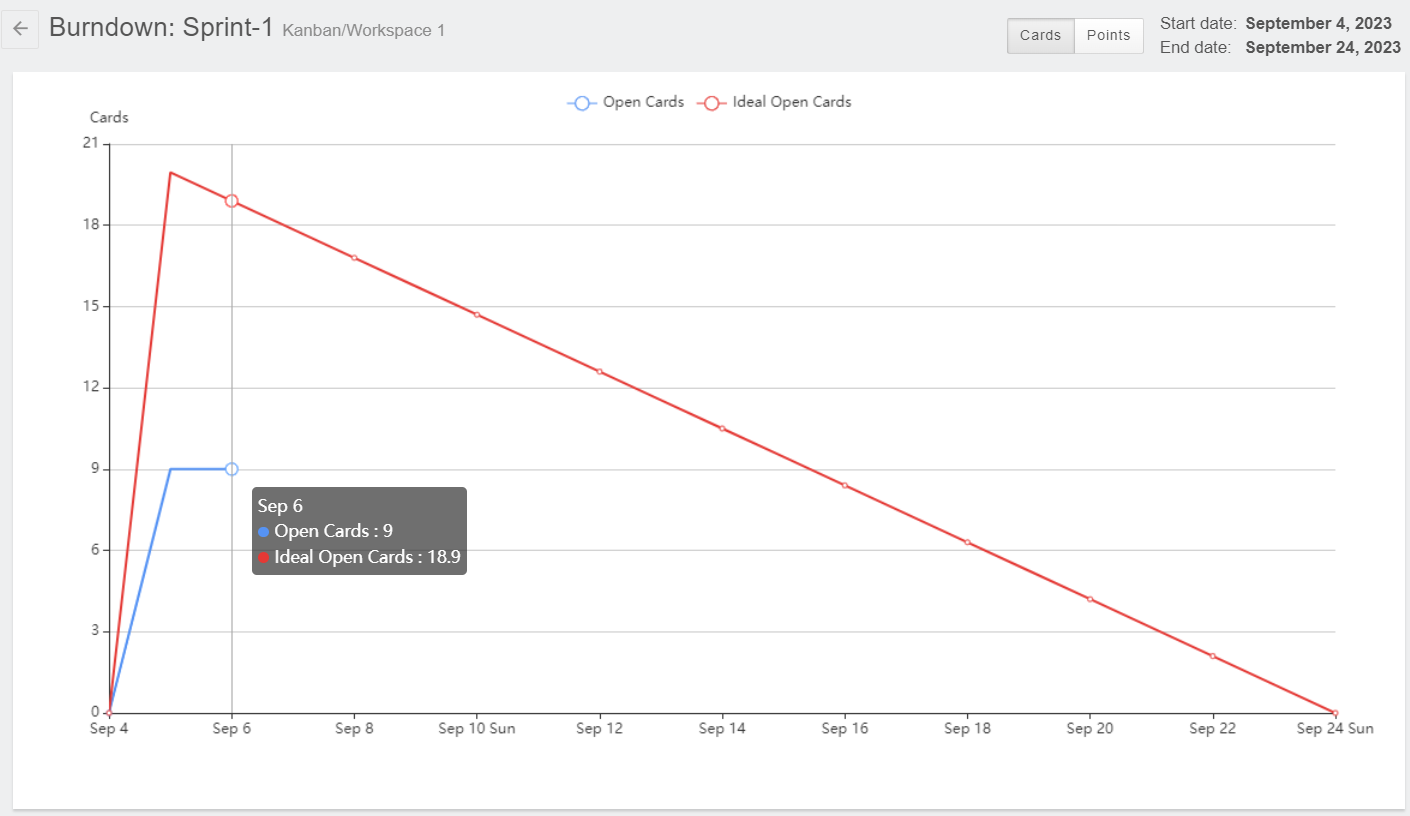 Burndown: Sprint-1 Kanban/Workspace 1
Cards Points
Start date: September 4, 2023
End date: September 24, 2023
Open Cards Ideal Open Cards
Cards
21
18
15
12
9
6
3
0
Sep 6
Open Cards : 9
Ideal Open Cards : 18.9
Sep 4 Sep 6 Sep 8 Sep 10 Sun Sep 12 Sep 14 Sep 16 Sep 18 Sep 20 Sep 22 Sep 24 Sun